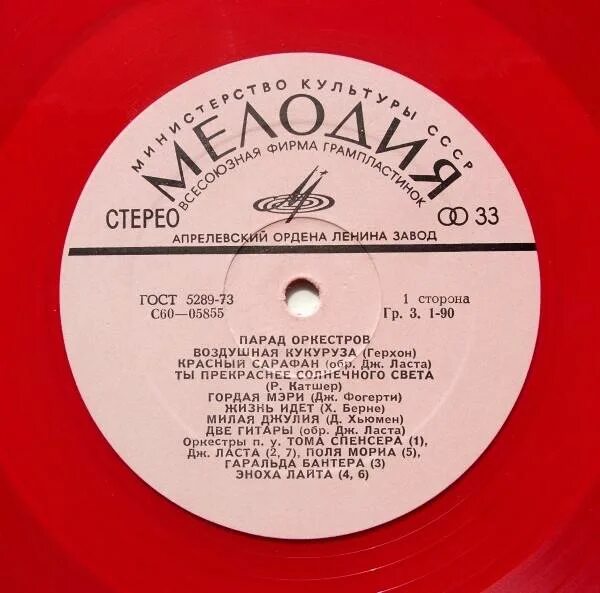 МИНИСТЕРСТВО КУЛЬТУРЫ СССР
МЕЛОДИЯ
ВСЕСОЮЗНАЯ ФИРМА ГРАМПЛАСТИНОК
СТЕРЕО
33
АПРЕЛЕВСКИЙ ОРДЕНА ЛЕНИНА ЗАВОД
ГОСТ 5289-73
1 сторона
С60—05855
Гр. 3. 1-90
ПАРАД ОРКЕСТРОВ
ВОЗДУШНАЯ КУКУРУЗА (Герхон)
КРАСНЫЙ САРАФАН (обр. Дж. Ласта)
ТЫ ПРЕКРАСНЕЕ СОЛНЕЧНОГО СВЕТА
(Р. Катшер)
ГОРДАЯ МЭРИ (Дж. Фогерти)
ЖИЗНЬ ИДЕТ (Х. Берне)
МИЛАЯ ДЖУЛИЯ (Д. Хьюмен)
ДВЕ ГИТАРЫ (обр. Дж. Ласта)
Оркестры п. у. ТОМА СПЕНСЕРА (1),
Дж. ЛАСТА (2, 7), ПОЛЯ МОРИА (5),
ГАРАЛЬДА БАНТЕРА (3)
ЭНОХА ЛАЙТА (4, 6)